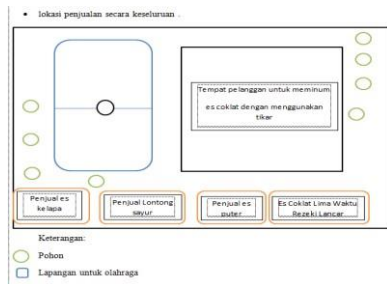 lokasi penjualan secara keseluruhan .
Tempat pelanggan untuk meminum
es coklat dengan menggunakan
tikar
Penjual es
kelapa
Penjual Lontong
sayur
Penjual es
puter
Es Coklat Lima Waktu
Rezeki Lancar
Keterangan:
Pohon
Lapangan untuk olahraga